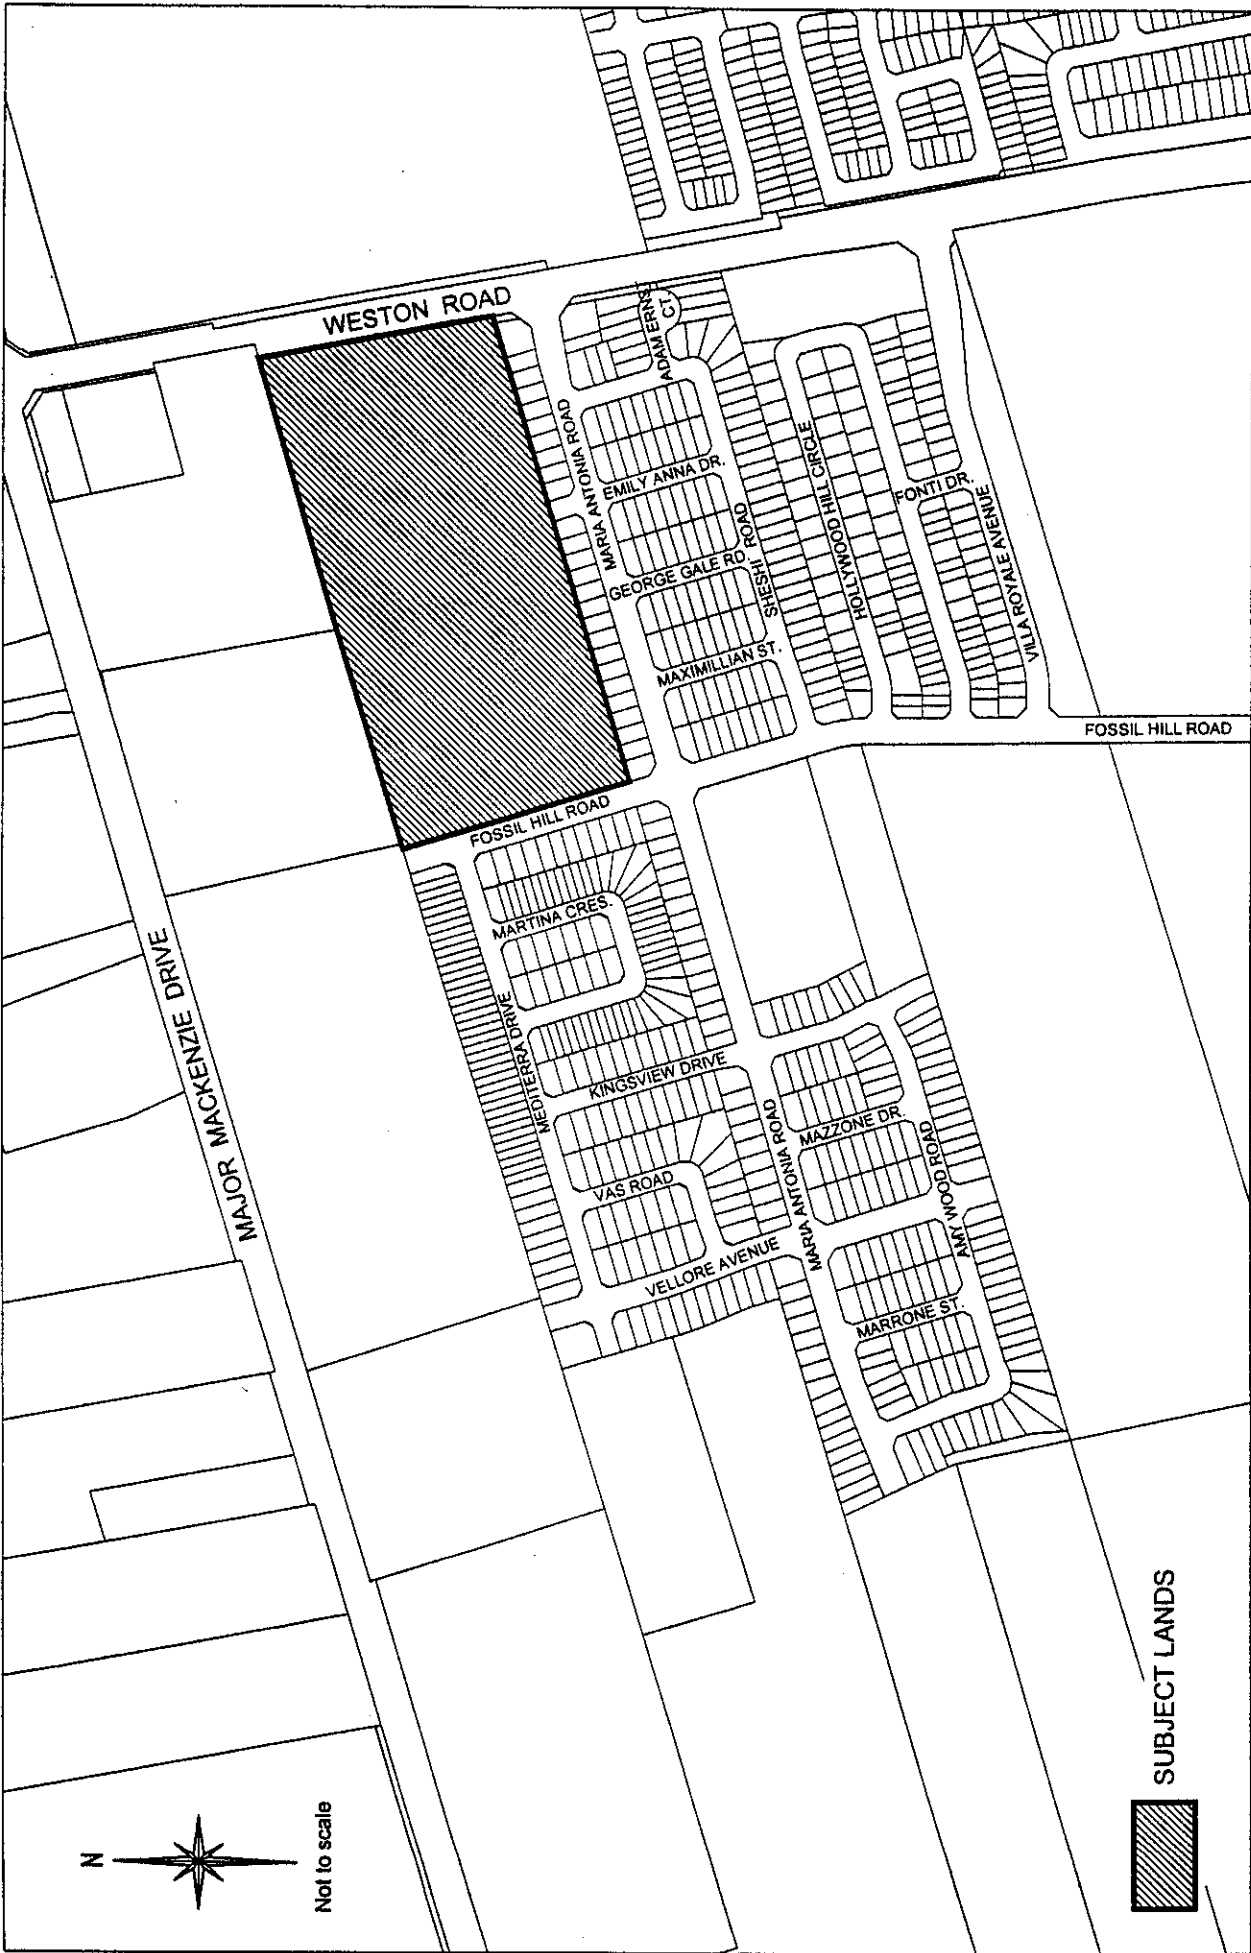 WESTON ROAD
ADAM ERNST
CT.
MARIA ANTONIA ROAD
EMILY ANNA DR.
GEORGE GALE RD.
SHESHI ROAD
MAXIMILLIAN ST.
HOLLYWOOD HILL CIRCLE
FONTI DR.
VILLA ROYALE AVENUE
FOSSIL HILL ROAD
FOSSIL HILL ROAD
MARTINA CRES.
MEDITERRA DRIVE
KINGSVIEW DRIVE
MAJOR MACKENZIE DRIVE
VAS ROAD
VELLORE AVENUE
MARIA ANTONIA ROAD
MAZZONE DR.
AMY WOOD ROAD
MARRONE ST.
N
Not to scale
SUBJECT LANDS